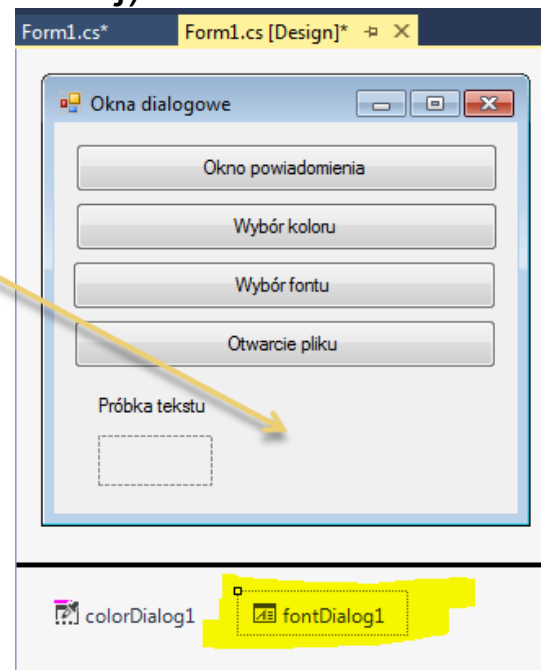 Form1.cs* Form1.cs [Design]*
Okna dialogowe
Okno powiadomienia
Wybór koloru
Wybór fontu
Otwarcie pliku
Próbka tekstu
colorDialog1 fontDialog1